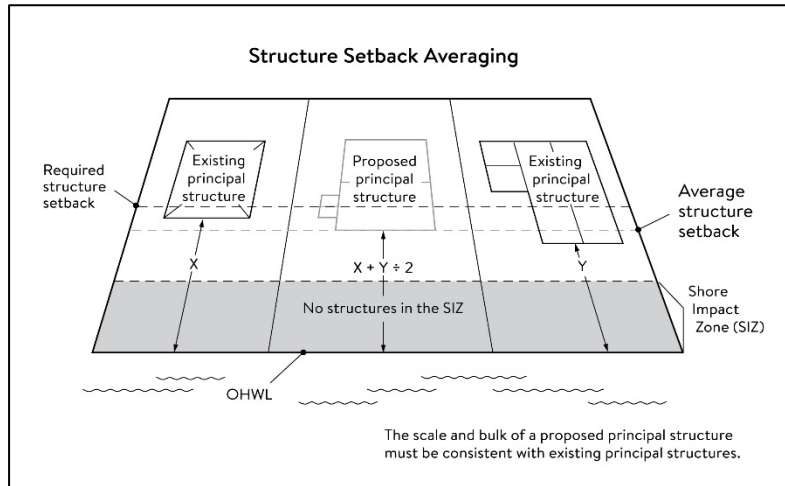 Structure Setback Averaging
Required
structure
setback
Existing
principal
structure
Proposed
principal
structure
Existing
principal
structure
Average
structure
setback
X
X + Y ÷ 2
Y
No structures in the SIZ
Shore
Impact
Zone (SIZ)
OHWL
The scale and bulk of a proposed principal structure
must be consistent with existing principal structures.